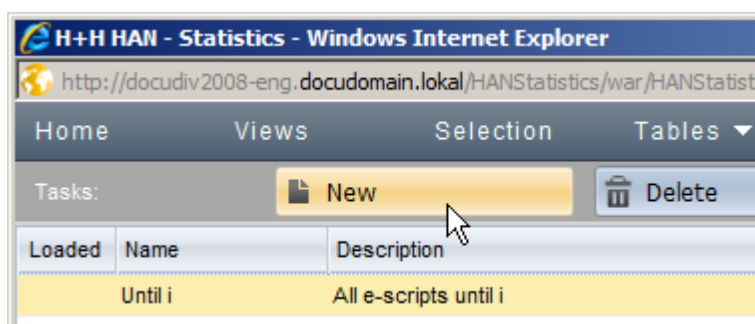 H+H HAN - Statistics - Windows Internet Explorer
http://docudiv2008-eng.docudomain.lokal/HANStatistics/war/HANStatist
Home Views Selection Tables
Tasks: New Delete
Loaded Name Description
Until i All e-scripts until i